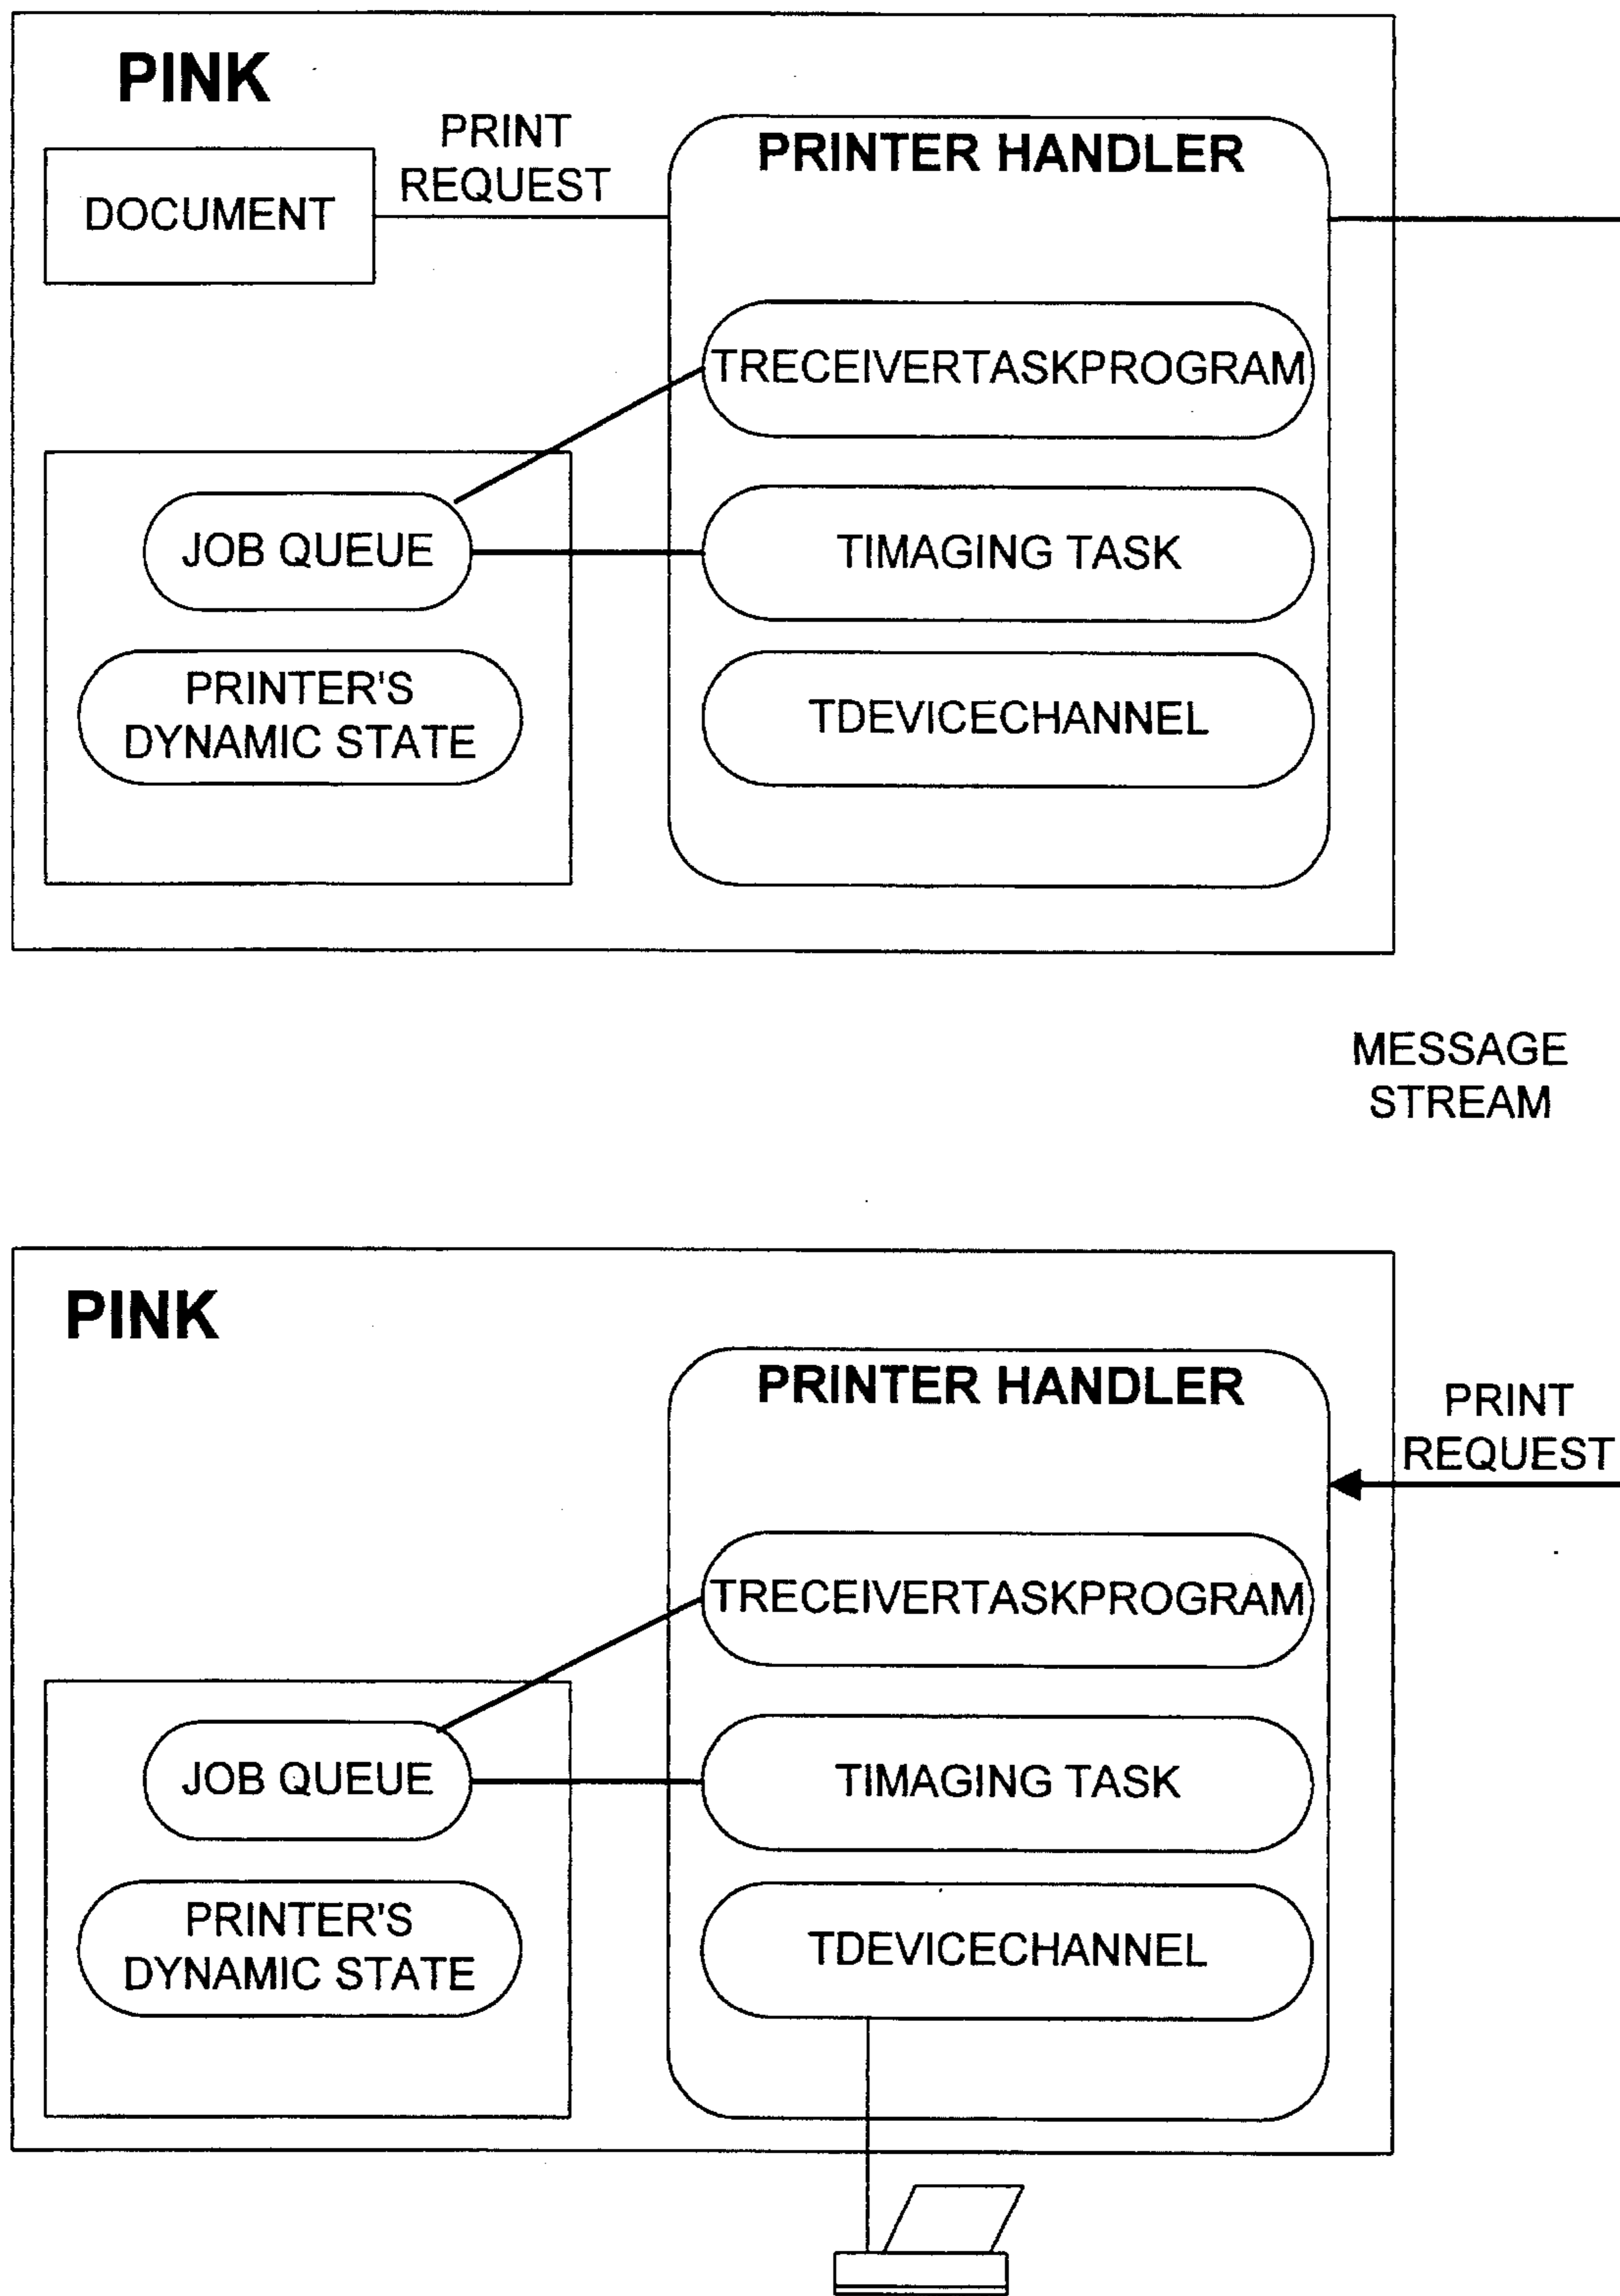 PINK
PRINT
REQUEST
PRINTER HANDLER
DOCUMENT
TRECEIVERTASKPROGRAM
JOB QUEUE
TIMAGING TASK
PRINTER'S
DYNAMIC STATE
TDEVICECHANNEL
MESSAGE
STREAM
PINK
PRINTER HANDLER
PRINT
REQUEST
TRECEIVERTASKPROGRAM
JOB QUEUE
TIMAGING TASK
PRINTER'S
DYNAMIC STATE
TDEVICECHANNEL